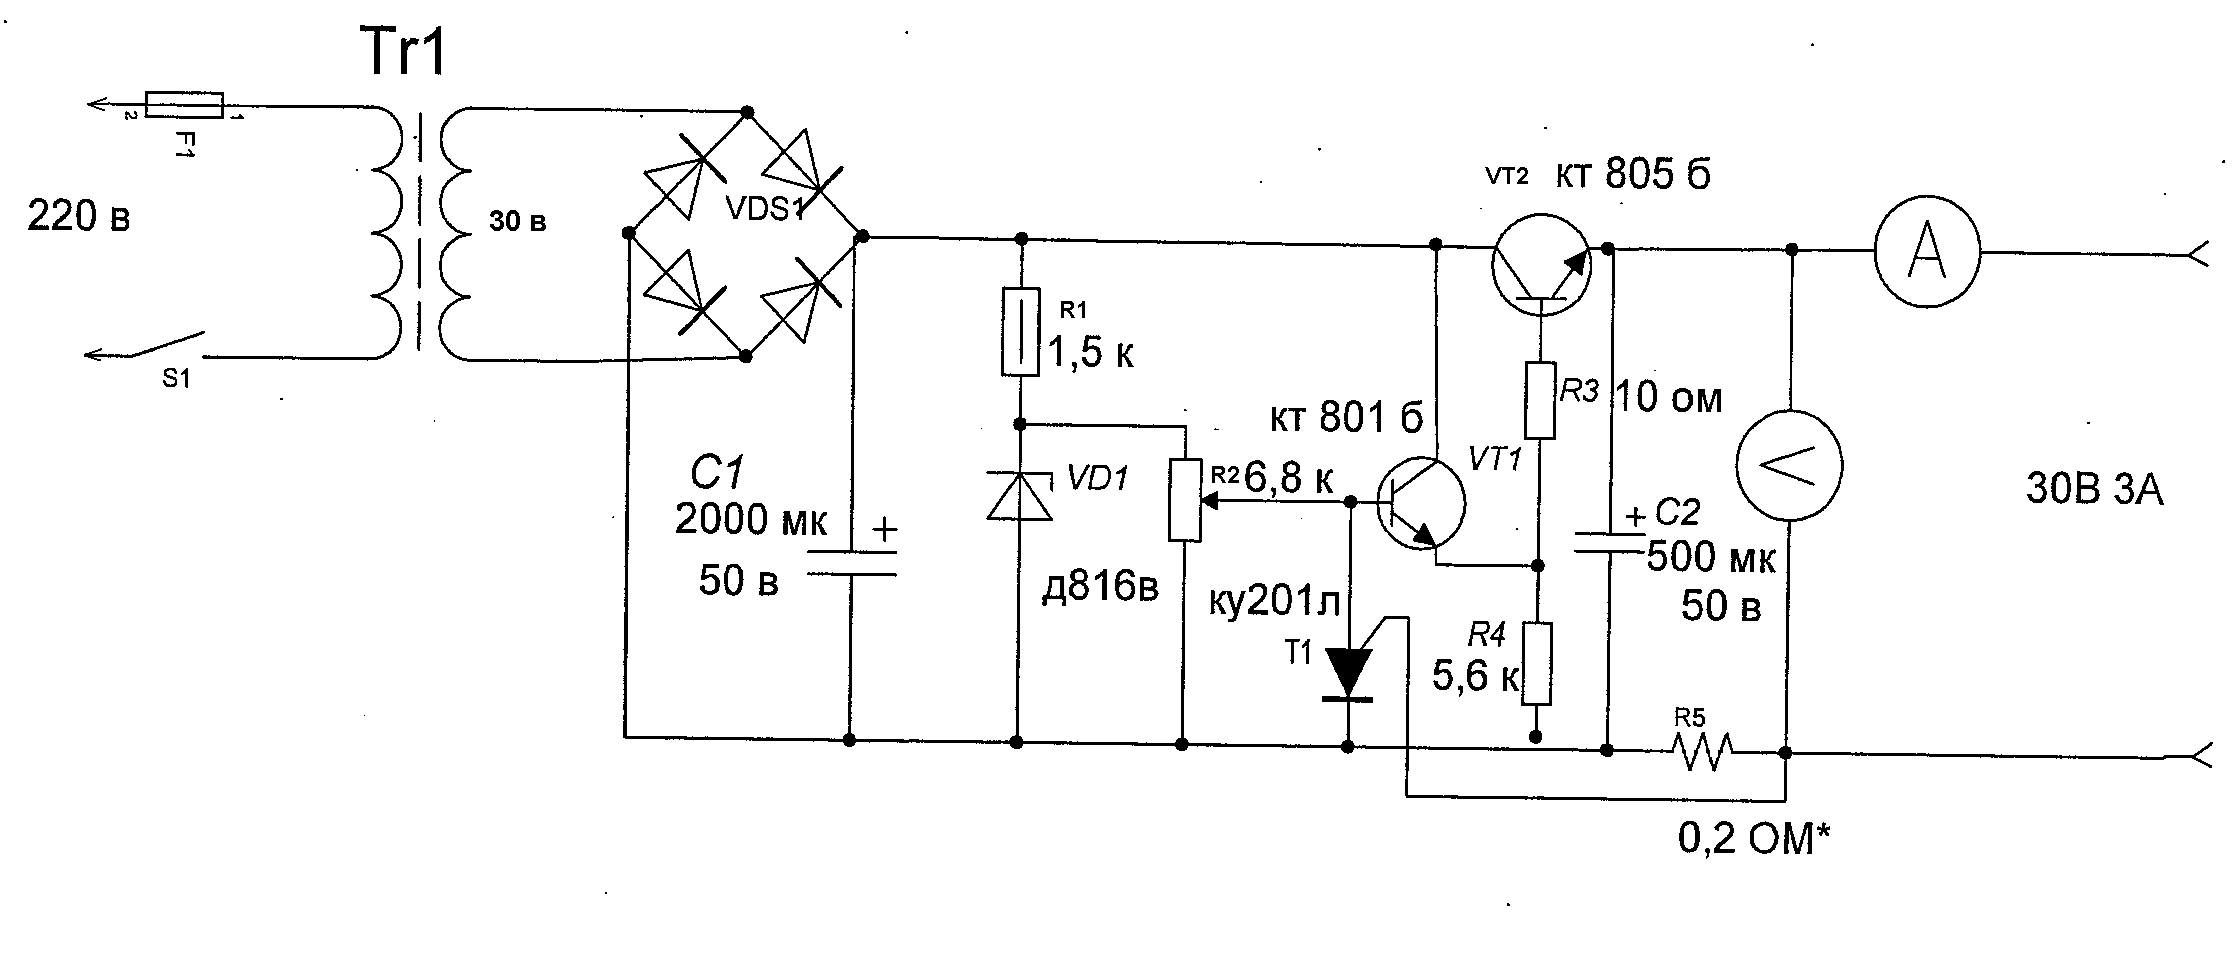 Tr1
2
1
F1
220 в
S1
30 в
VDS1
C1
2000 мк
50 в
+
R1
1,5 к
VD1
д816в
R2
6,8 к
кт 801 б
VT1
ку201л
T1
VT2
кт 805 б
R3
10 ом
R4
5,6 к
+
C2
500 мк
50 в
R5
0,2 ОМ*
A
V
30В 3А